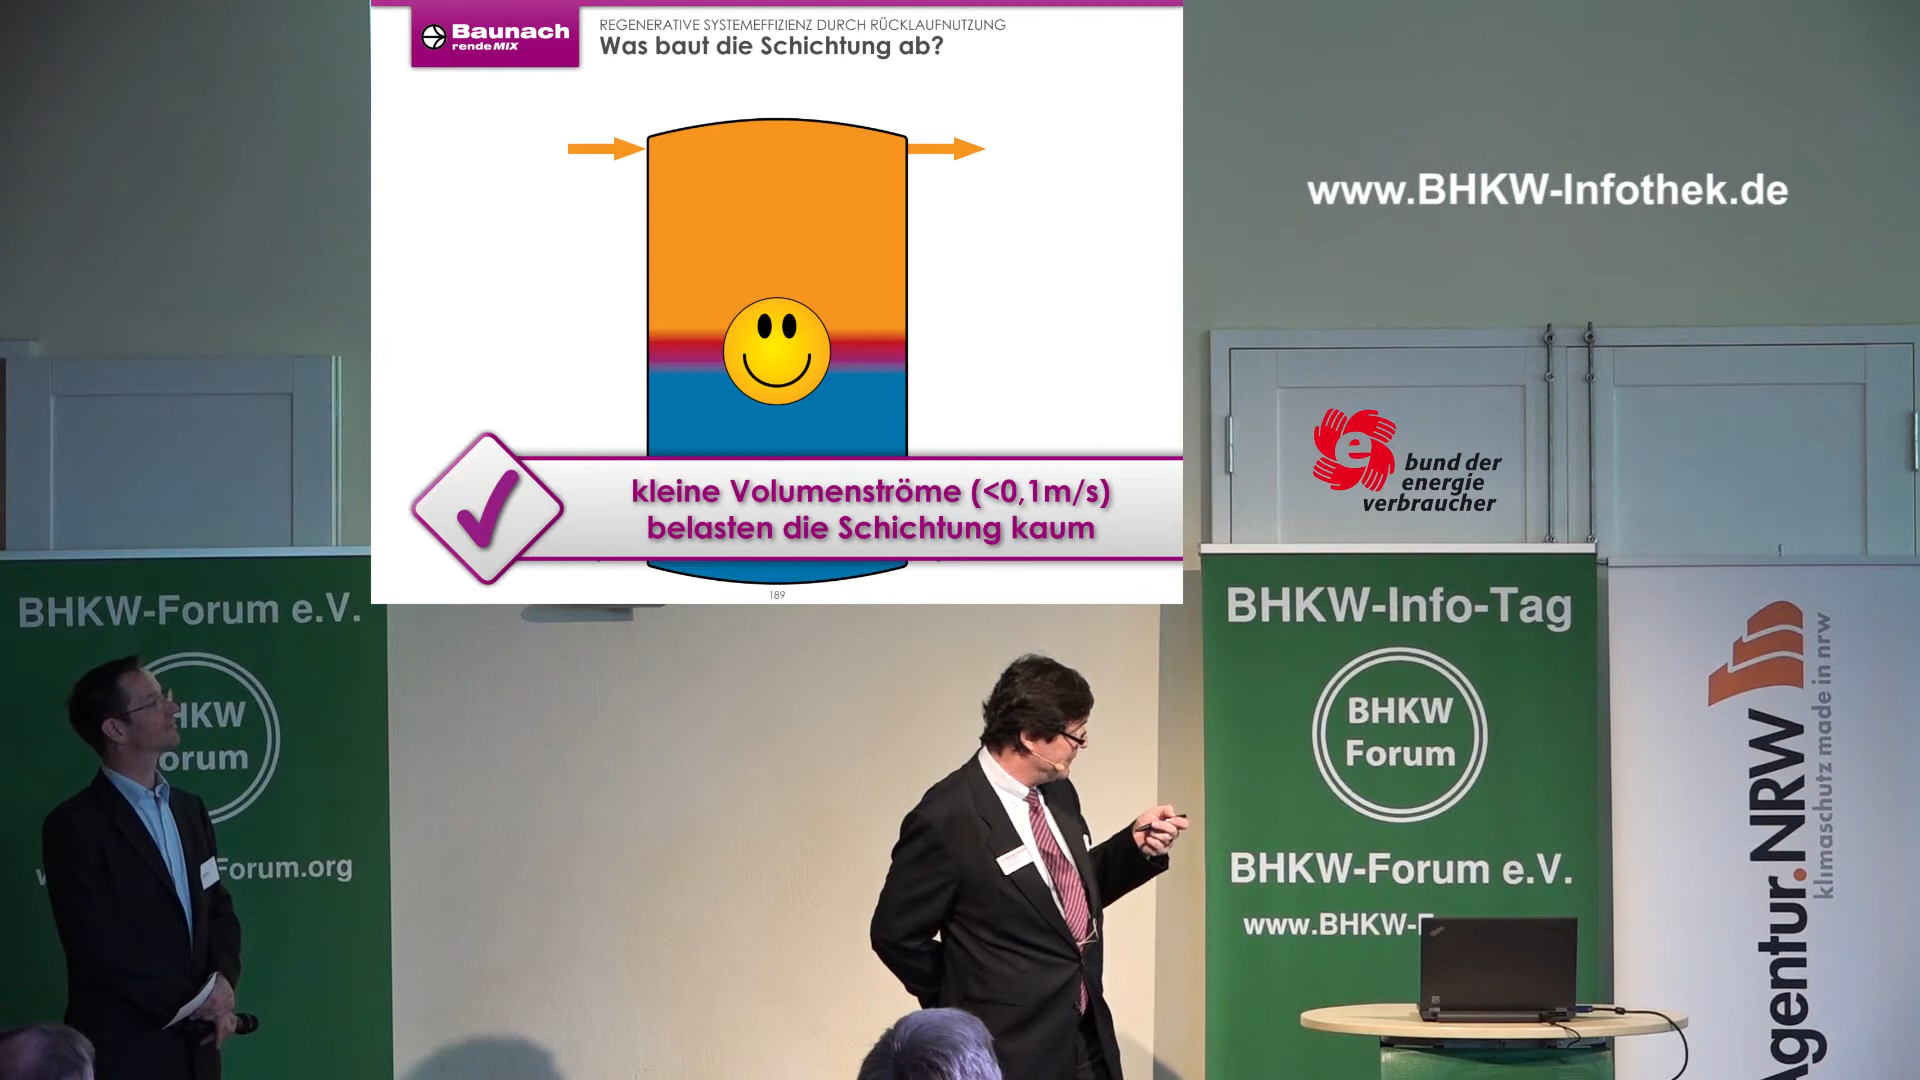 Baunach
rendeMIX
REGENERATIVE SYSTEMEFFIZIENZ DURCH RÜCKLAUFNUTZUNG
Was baut die Schichtung ab?
kleine Volumenströme (<0,1m/s)
belasten die Schichtung kaum
189
www.BHKW-Infothek.de
e
bund der
energie
verbraucher
BHKW-Forum e.V.
HKW
orum
Forum.org
BHKW-Info-Tag
BHKW
Forum
BHKW-Forum e.V.
www.BHKW-F
Agentur.NRW
klimaschutz made in nrw